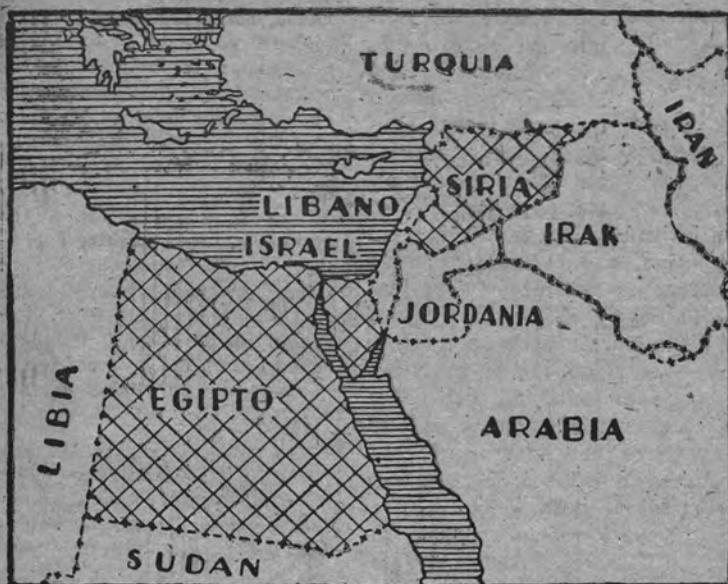 TURQUIA
IRAN
SIRIA
LIBANO
IRAK
ISRAEL
JORDANIA
EGIPTO
LIBIA
ARABIA
SUDAN